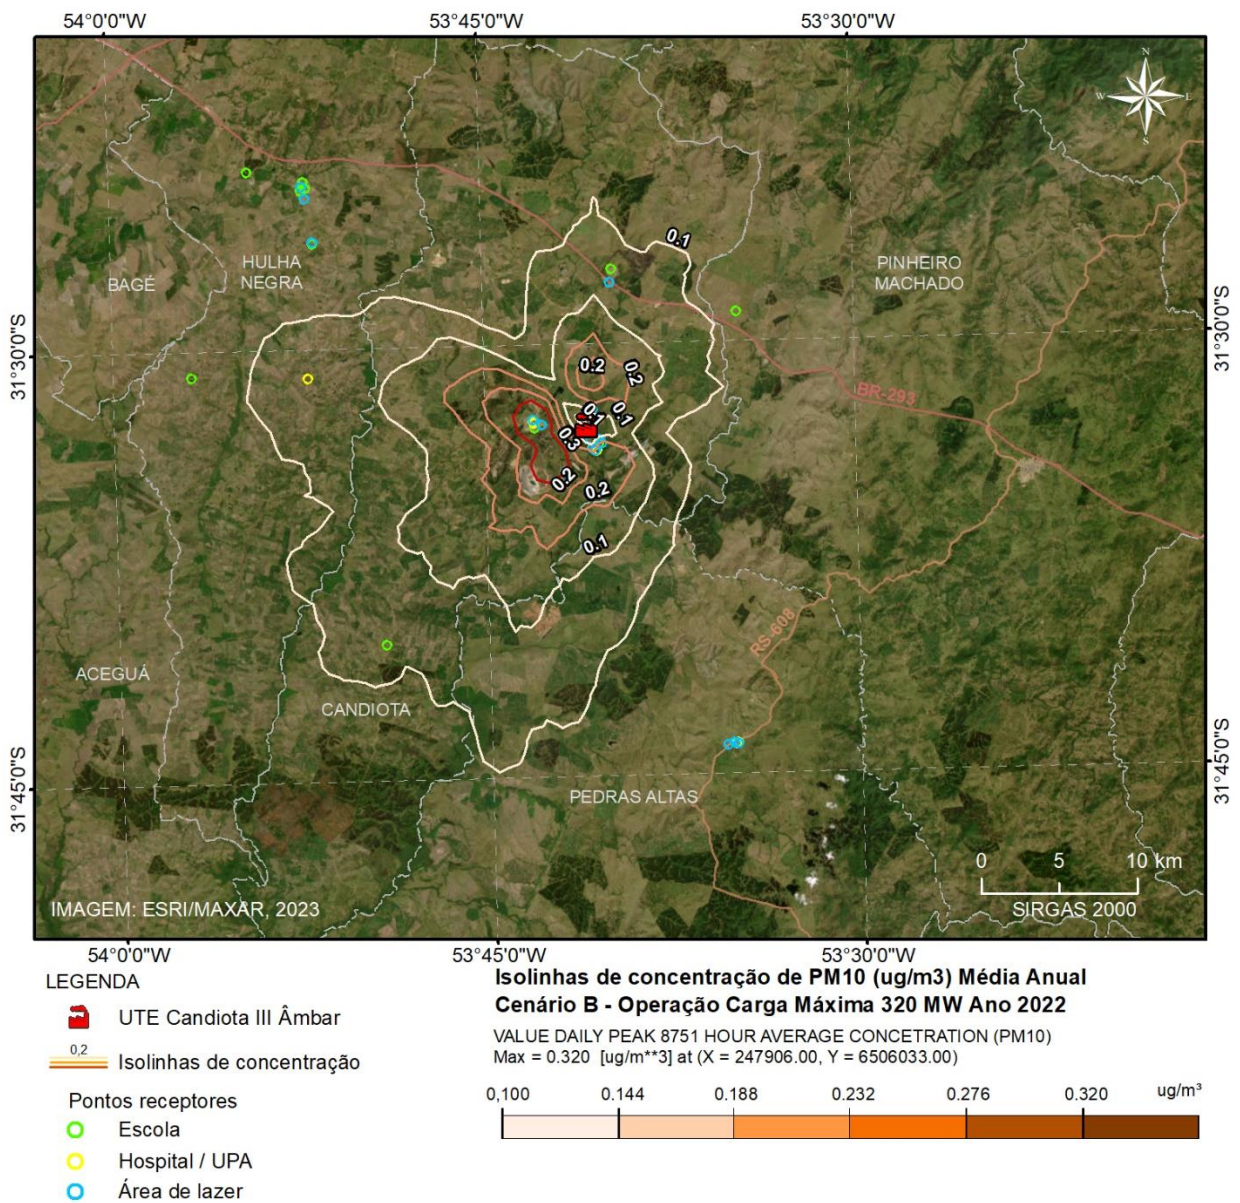 54°0'0"W 53°45'0"W 53°30'0"W
N
W E
S
0.1
HULHA
NEGRA
BAGÉ
PINHEIRO
MACHADO
31°30'0"S
31°30'0"S
0.2
0.2
BR-293
0.1
0.1
0.3
0.2
0.2
0.1
RS-608
ACEGUÁ
CANDIOTA
31°45'0"S
31°45'0"S
PEDRAS ALTAS
0 5 10 km
IMAGEM: ESRI/MAXAR, 2023
SIRGAS 2000
54°0'0"W 53°45'0"W 53°30'0"W
LEGENDA
UTE Candiota III Âmbar
0,2
Isolinhas de concentração
Pontos receptores
Escola
Hospital / UPA
Área de lazer
Isolinhas de concentração de PM10 (ug/m3) Média Anual
Cenário B - Operação Carga Máxima 320 MW Ano 2022
VALUE DAILY PEAK 8751 HOUR AVERAGE CONCETRATION (PM10)
Max = 0.320 [ug/m**3] at (X = 247906.00, Y = 6506033.00)
0,100 0.144 0.188 0.232 0.276 0.320 ug/m³